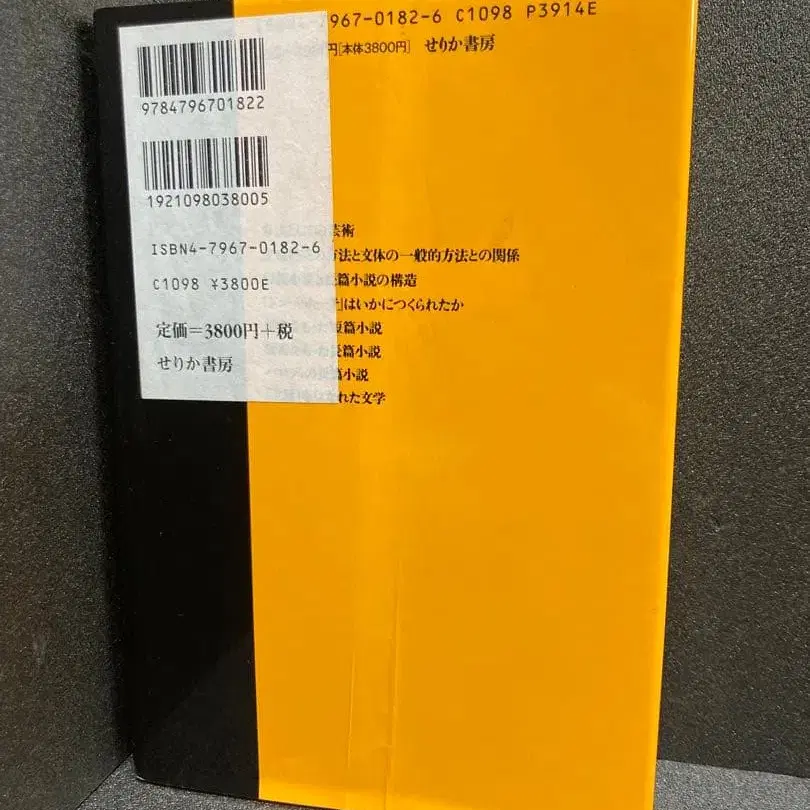 9784796701822
1921098038005
ISBN4-7967-0182-6
C1098 ¥3800E
定価=3800円+税
せりか書房
7967-0182-6 C1098 P3914E
円[本体3800円] せりか書房
芸術
方法と文体の一般的方法との関係
篇小説の構造
』はいかにつくられたか
短篇小説
長篇小説
篇小説
れた文学